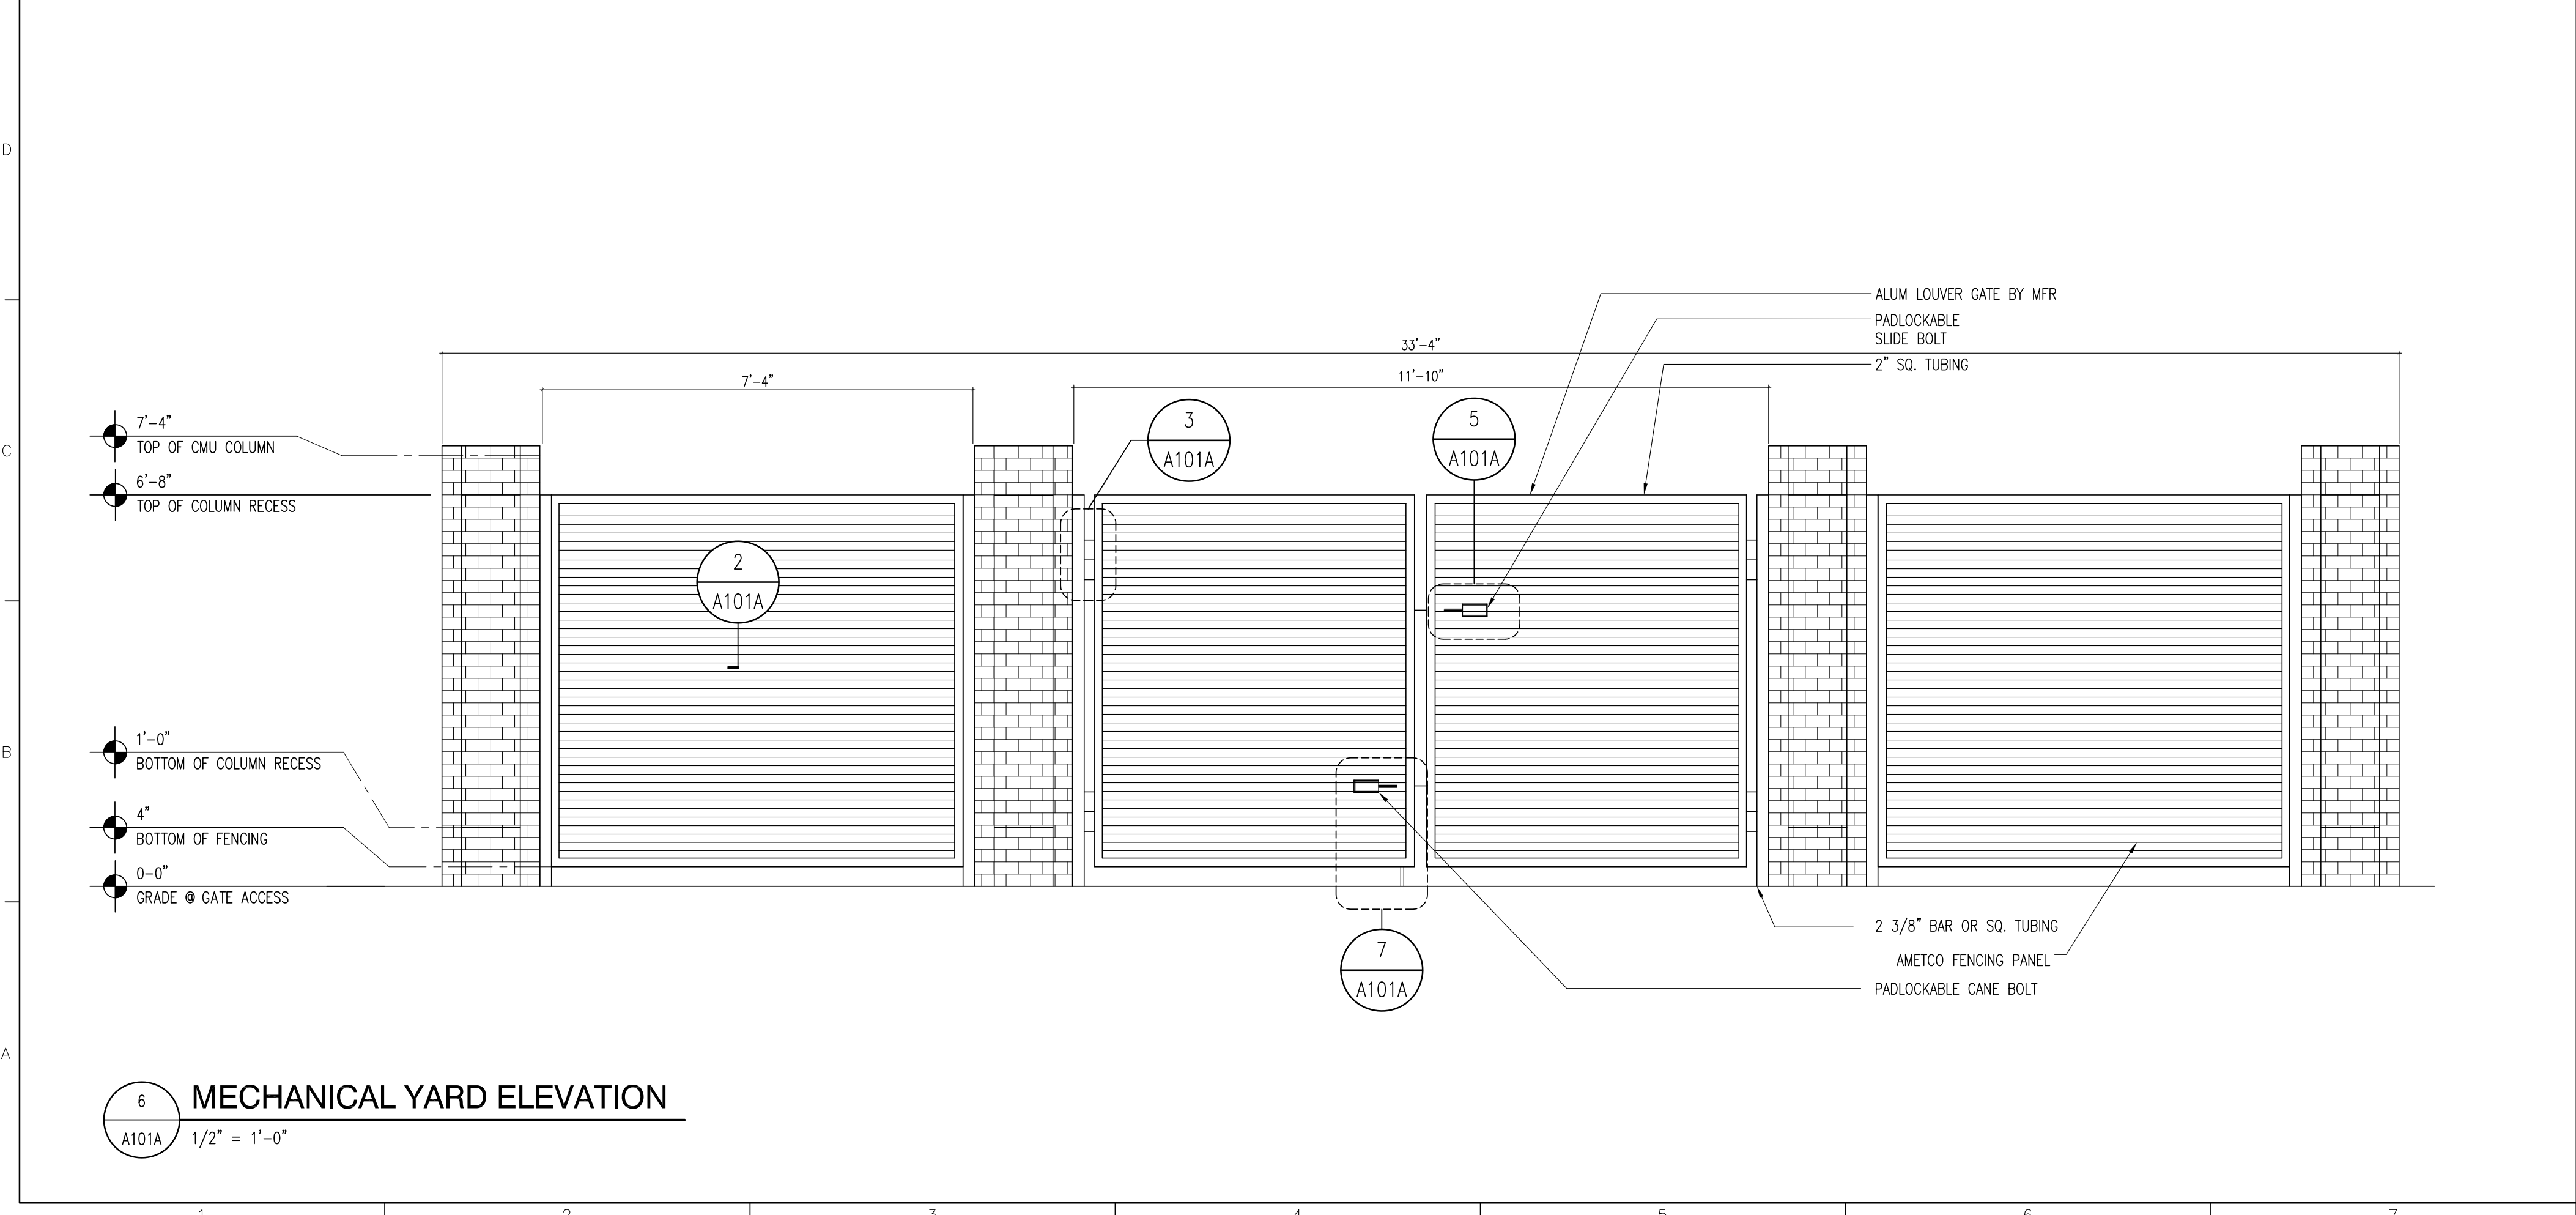 D
C
B
A
ALUM LOUVER GATE BY MFR
PADLOCKABLE
SLIDE BOLT
2" SQ. TUBING
33'-4"
7'-4"
11'-10"
3
A101A
5
A101A
7'-4"
TOP OF CMU COLUMN
6'-8"
TOP OF COLUMN RECESS
2
A101A
1'-0"
BOTTOM OF COLUMN RECESS
4"
BOTTOM OF FENCING
0-0"
GRADE @ GATE ACCESS
2 3/8" BAR OR SQ. TUBING
AMETCO FENCING PANEL
PADLOCKABLE CANE BOLT
7
A101A
6
A101A
MECHANICAL YARD ELEVATION
1/2" = 1'-0"
1 2 3 4 5 6 7